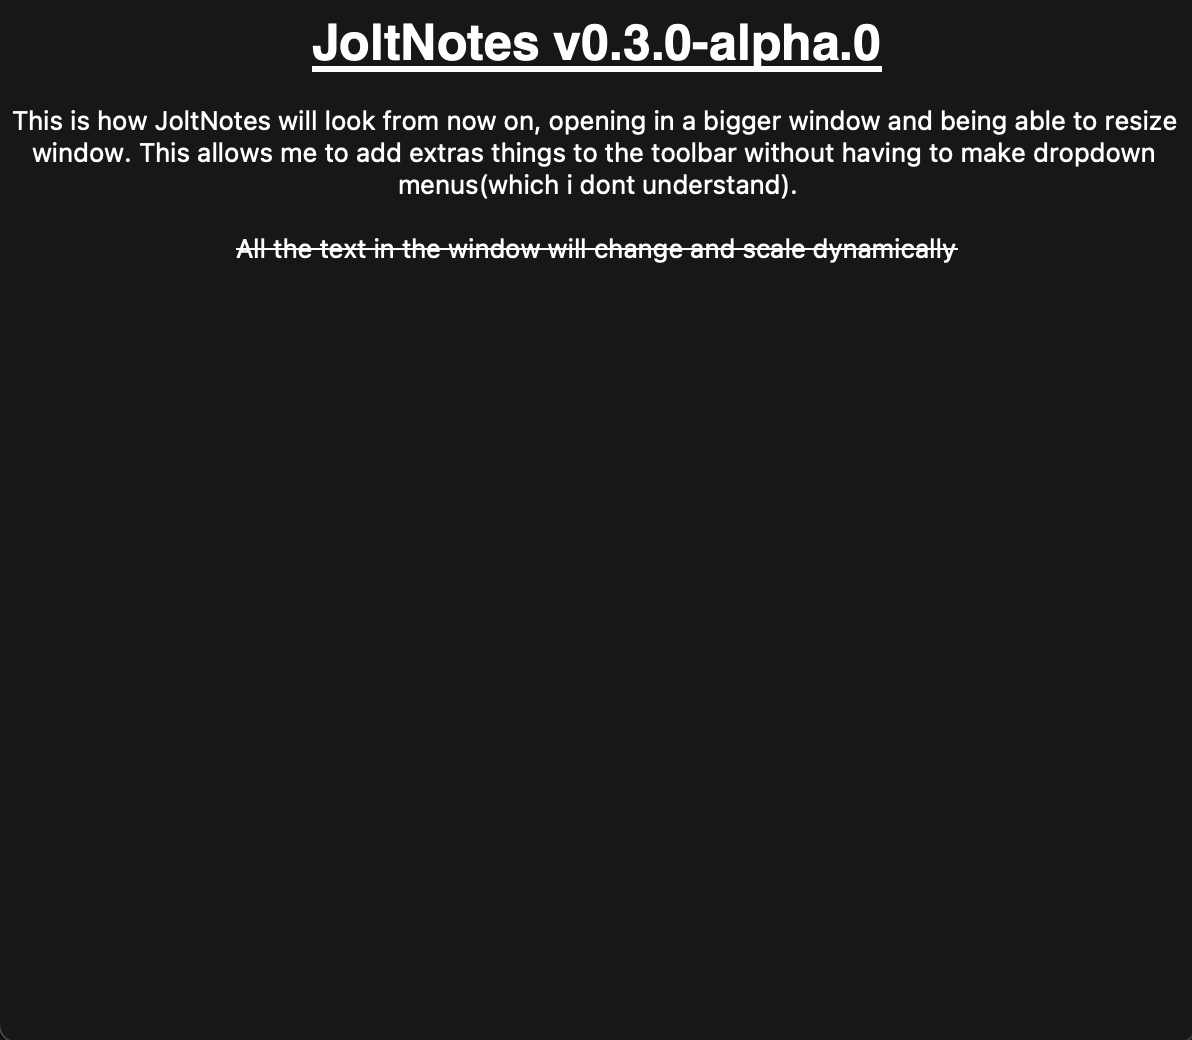 JoltNotes v0.3.0-alpha.0
This is how JoltNotes will look from now on, opening in a bigger window and being able to resize
window. This allows me to add extras things to the toolbar without having to make dropdown
menus(which i dont understand).
All the text in the window will change and scale dynamically